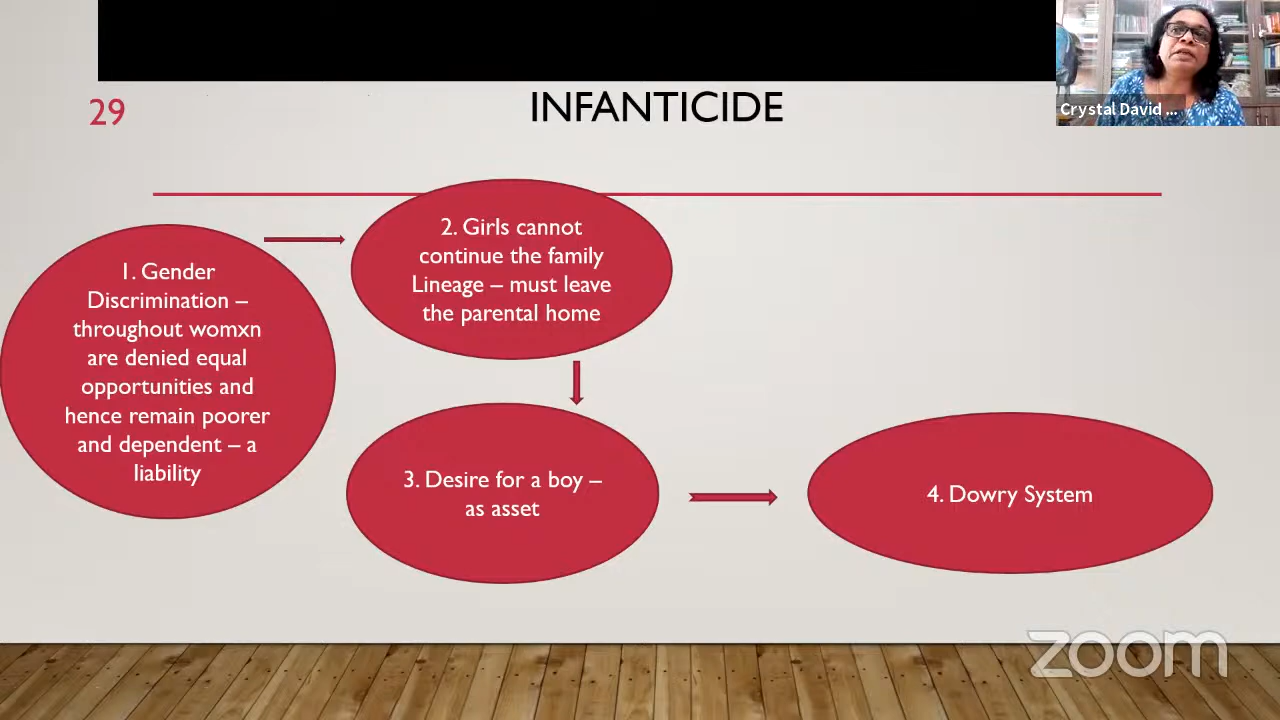 29
INFANTICIDE
Crystal David ...
1. Gender
Discrimination –
throughout womxn
are denied equal
opportunities and
hence remain poorer
and dependent – a
liability
2. Girls cannot
continue the family
Lineage – must leave
the parental home
3. Desire for a boy –
as asset
4. Dowry System
zoom